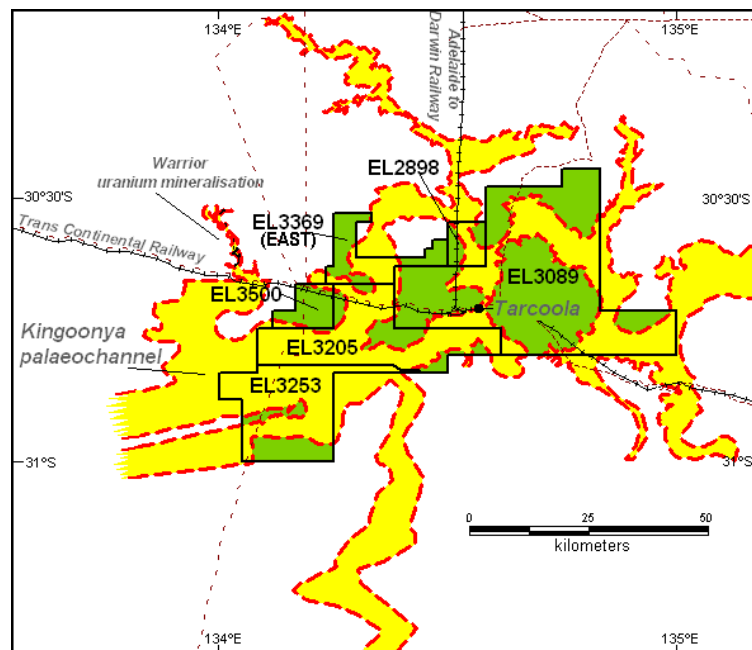 134°E
135°E
Adelaide to
Darwin Railway
EL2898
Warrior
uranium mineralisation
30°30'S
30°30'S
EL3369
(EAST)
Trans Continental Railway
EL3089
EL3500
Tarcoola
Kingoonya
palaeochannel
EL3205
EL3253
31°S
31°S
0
25
50
kilometers
134°E
135°E